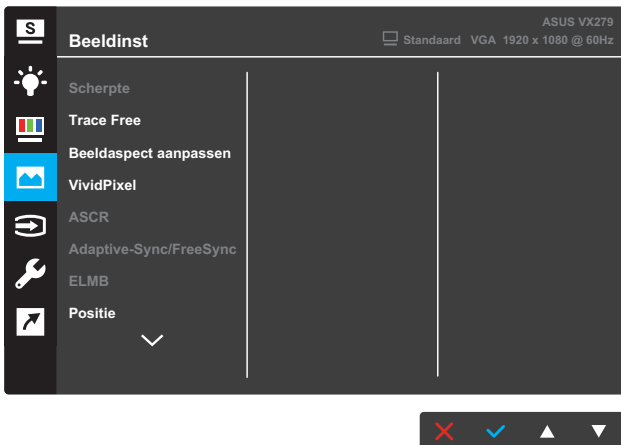 S
ASUS VX279
Beeldinst
Standaard VGA 1920 x 1080 @ 60Hz
Scherpte
Trace Free
Beeldaspect aanpassen
VividPixel
ASCR
Adaptive-Sync/FreeSync
ELMB
Positie